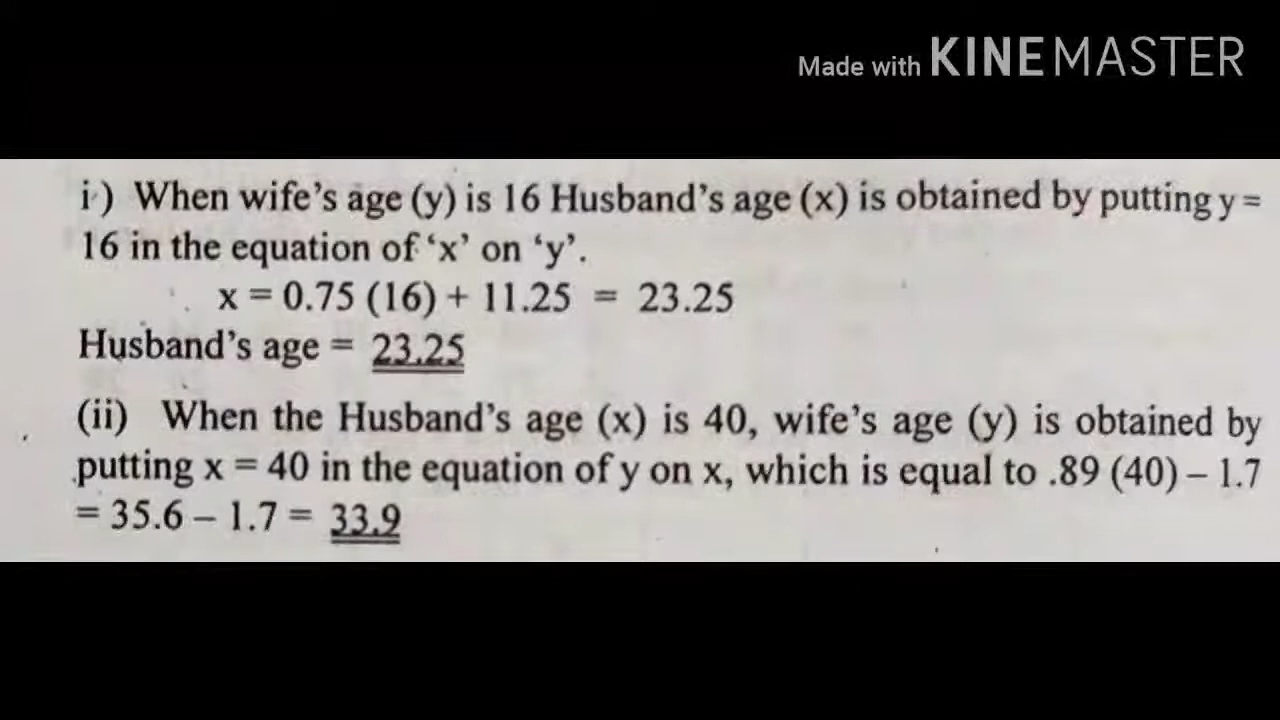 Made with KINEMASTER
i) When wife's age (y) is 16 Husband's age (x) is obtained by putting y =
16 in the equation of 'x' on 'y'.
x = 0.75 (16) + 11.25 = 23.25
Husband's age = 23.25
(ii) When the Husband's age (x) is 40, wife's age (y) is obtained by
putting x = 40 in the equation of y on x, which is equal to .89 (40) – 1.7
= 35.6 – 1.7 = 33.9